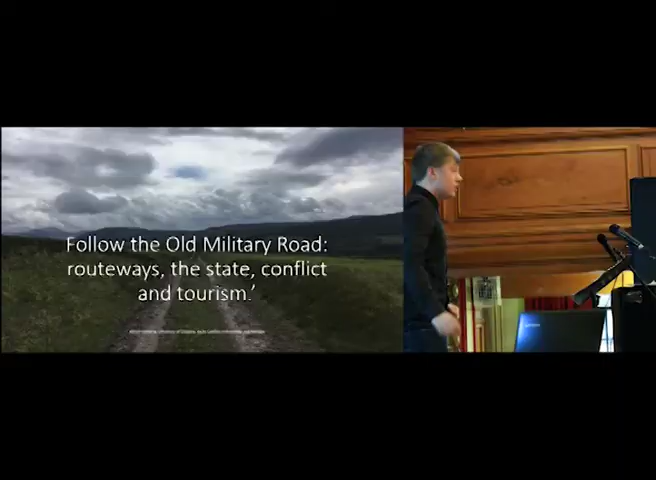 Follow the Old Military Road:
routeways, the state, conflict
and tourism.’